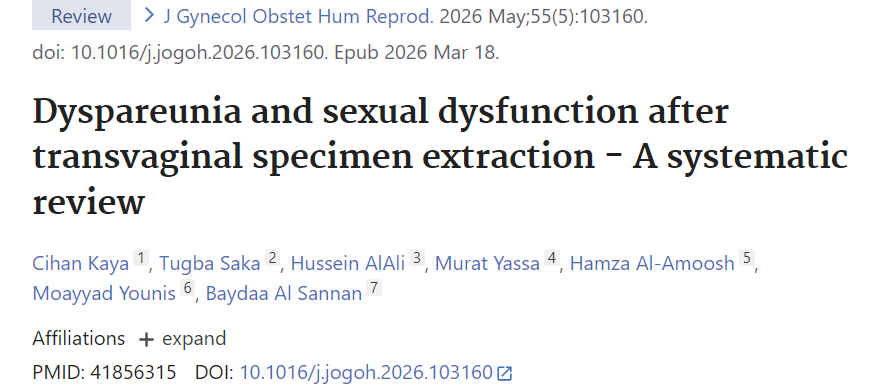 Review > J Gynecol Obstet Hum Reprod. 2026 May;55(5):103160.
doi: 10.1016/j.jogoh.2026.103160. Epub 2026 Mar 18.
Dyspareunia and sexual dysfunction after
transvaginal specimen extraction - A systematic
review
Cihan Kaya 1, Tugba Saka 2, Hussein AlAli 3, Murat Yassa 4, Hamza Al-Amoosh 5,
Moayyad Younis 6, Baydaa Al Sannan 7
Affiliations + expand
PMID: 41856315 DOI: 10.1016/j.jogoh.2026.103160